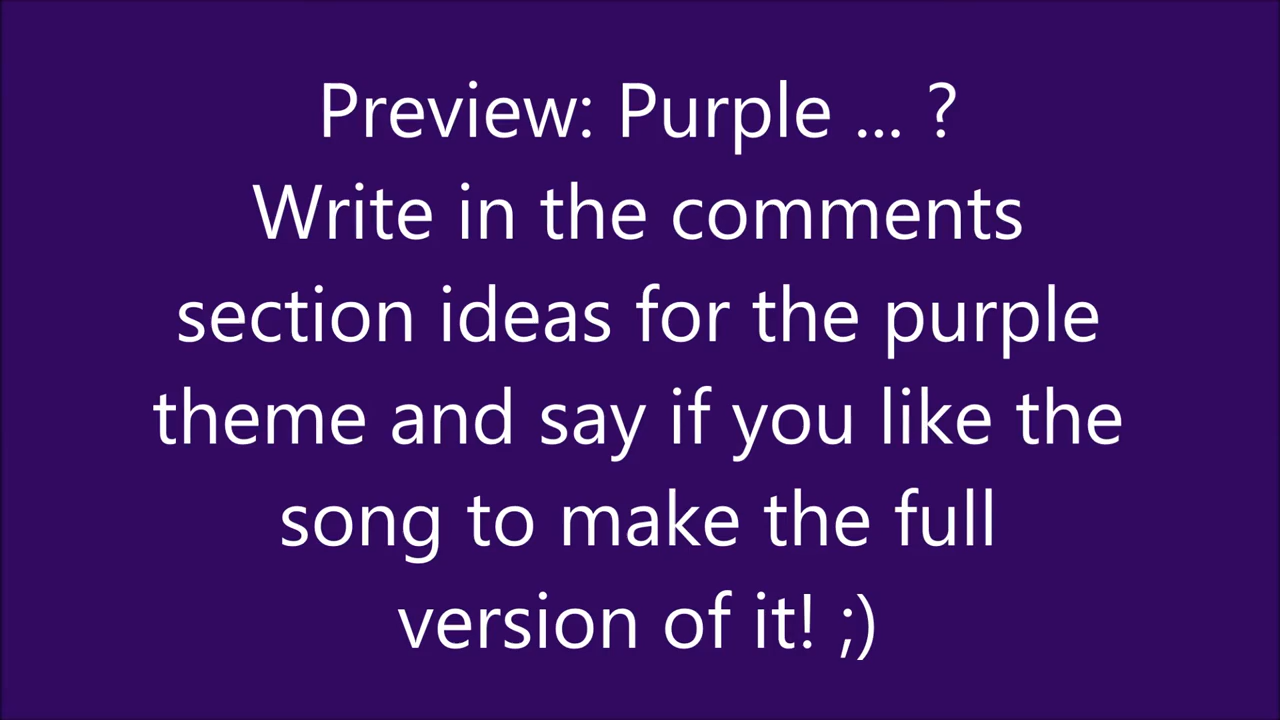 Preview: Purple ... ?
Write in the comments
section ideas for the purple
theme and say if you like the
song to make the full
version of it! ;)